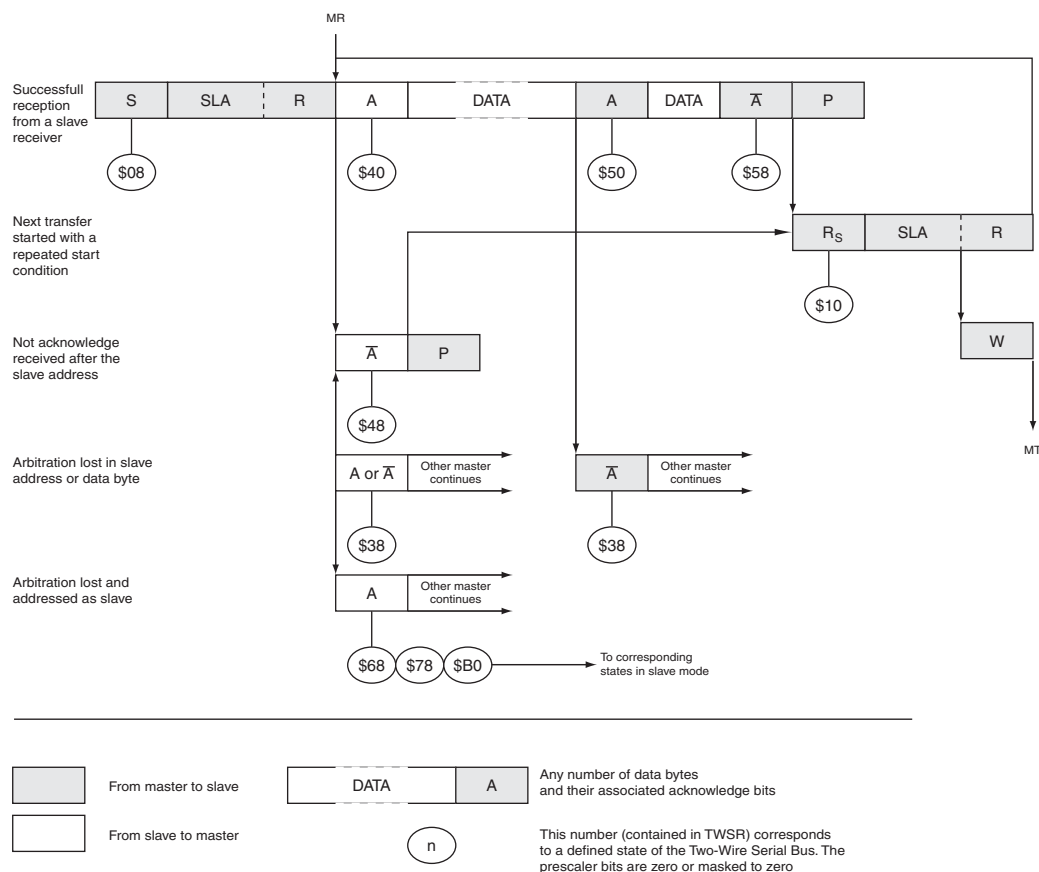 MR
Successfull
reception
from a slave
receiver
S SLA R A DATA A DATA A̅ P
$08 $40 $50 $58
Next transfer
started with a
repeated start
condition
RS SLA R
$10
Not acknowledge
received after the
slave address
A̅ P
W
$48
MT
Arbitration lost in slave
address or data byte
A or A̅
Other master
continues
A̅
Other master
continues
$38 $38
Arbitration lost and
addressed as slave
A
Other master
continues
$68 $78 $B0
To corresponding
states in slave mode
From master to slave
DATA A
Any number of data bytes
and their associated acknowledge bits
From slave to master
n
This number (contained in TWSR) corresponds
to a defined state of the Two-Wire Serial Bus. The
prescaler bits are zero or masked to zero